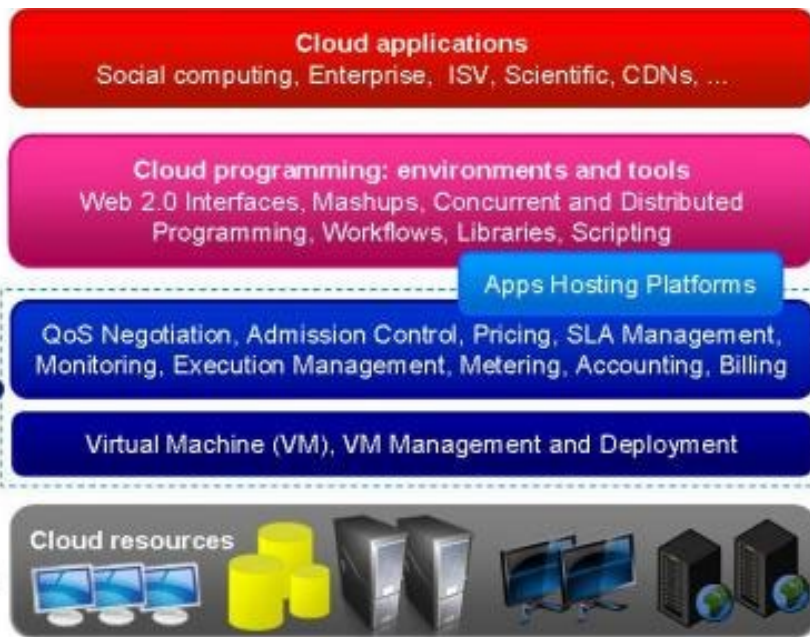 Cloud applications
Social computing, Enterprise, ISV, Scientific, CDNs, ...
Cloud programming: environments and tools
Web 2.0 Interfaces, Mashups, Concurrent and Distributed
Programming, Workflows, Libraries, Scripting
Apps Hosting Platforms
QoS Negotiation, Admission Control, Pricing, SLA Management,
Monitoring, Execution Management, Metering, Accounting, Billing
Virtual Machine (VM), VM Management and Deployment
Cloud resources